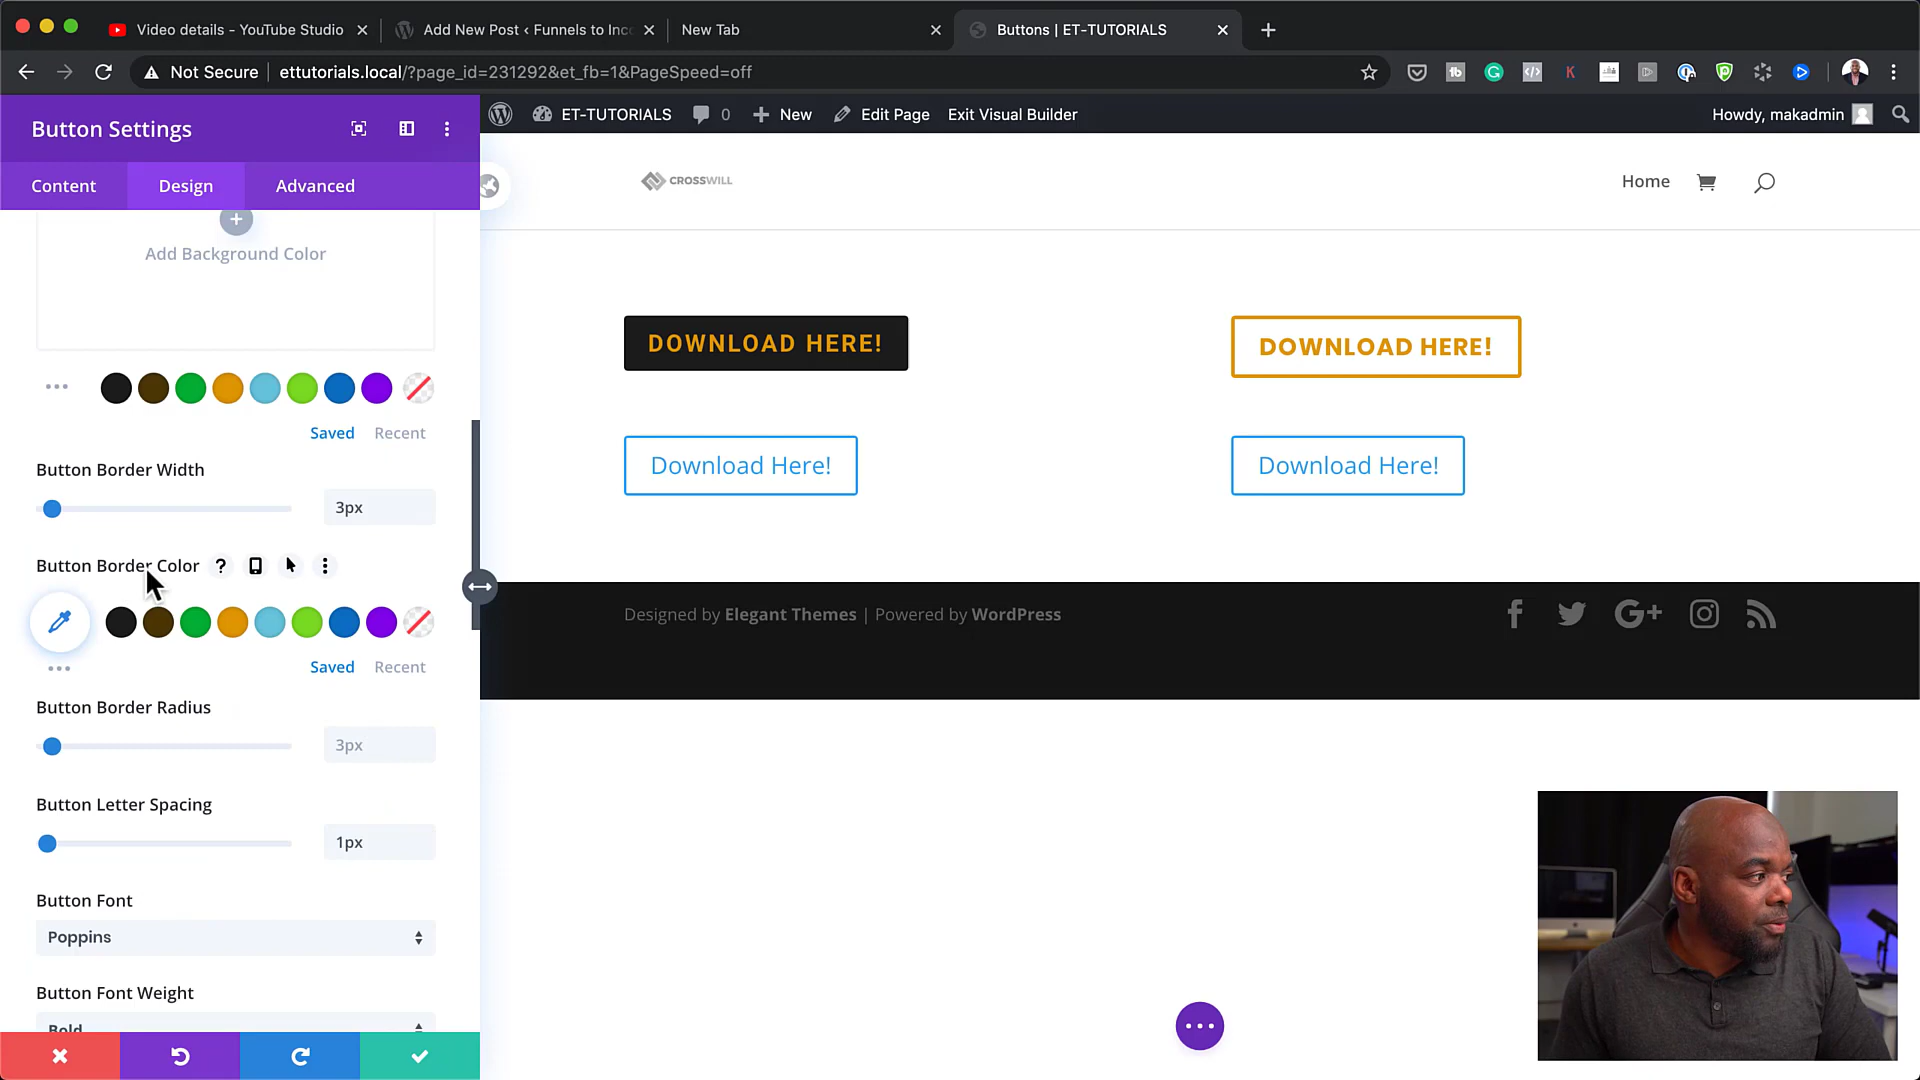 Video details - YouTube Studio
Add New Post ‹ Funnels to Inc
New Tab
Buttons | ET-TUTORIALS
Not Secure
ettutorials.local/?page_id=231292&et_fb=1&PageSpeed=off
Button Settings
ET-TUTORIALS
0
New
Edit Page
Exit Visual Builder
Howdy, makadmin
Content
Design
Advanced
CROSSWILL
Home
Add Background Color
Saved
Recent
Button Border Width
3px
Button Border Color
Saved
Recent
Button Border Radius
3px
Button Letter Spacing
1px
Button Font
Poppins
Button Font Weight
Bold
DOWNLOAD HERE!
DOWNLOAD HERE!
Download Here!
Download Here!
Designed by Elegant Themes | Powered by WordPress